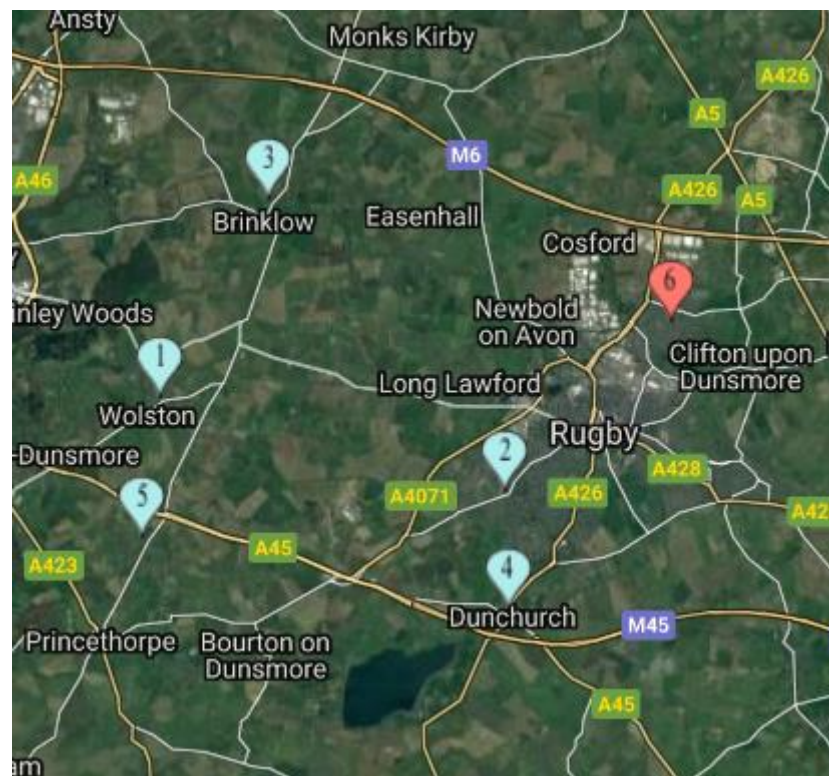 Ansty
Monks Kirby
A426
A5
M6
3
A46
A426
A5
Brinklow
Easenhall
Cosford
6
inley Woods
Newbold
on Avon
1
Clifton upon
Dunsmore
Long Lawford
Wolston
Rugby
-Dunsmore
2
A428
5
A4071
A426
A42
A45
4
A423
Dunchurch
M45
Princethorpe
Bourton on
Dunsmore
A45
am